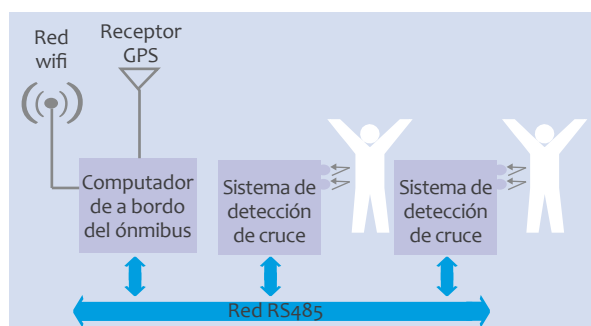 Red
wifi
Receptor
GPS
Computador
de a bordo
del ónmibus
Sistema de
detección
de cruce
Sistema de
detección
de cruce
Red RS485